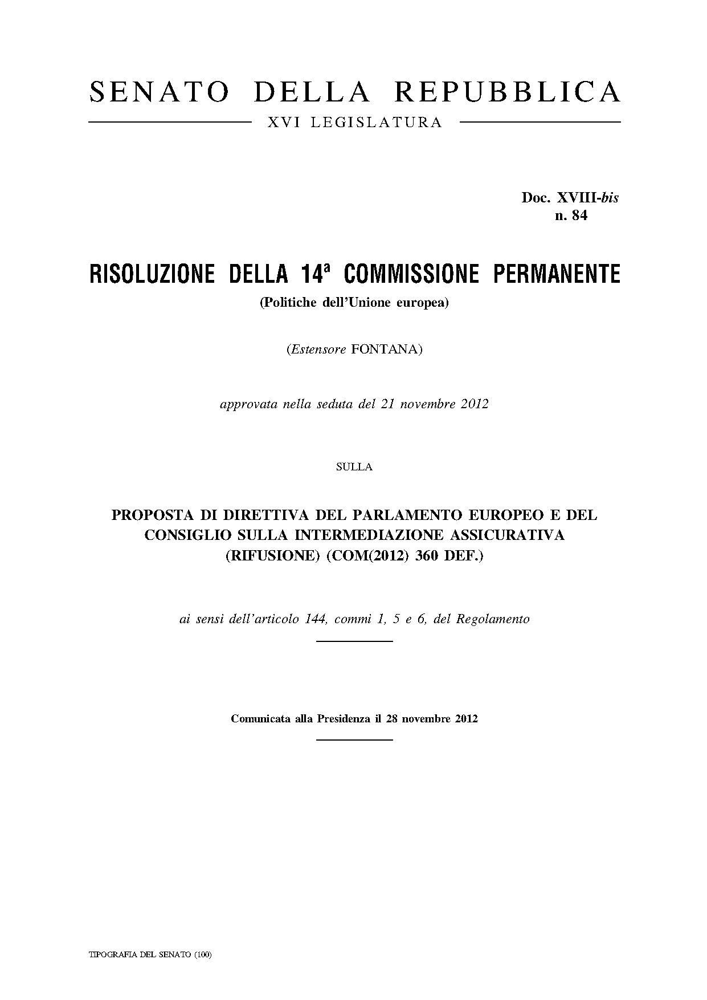 SENATO DELLA REPUBBLICA
XVI LEGISLATURA
Doc. XVIII-bis
n. 84
RISOLUZIONE DELLA 14ª COMMISSIONE PERMANENTE
(Politiche dell’Unione europea)
(Estensore FONTANA)
approvata nella seduta del 21 novembre 2012
SULLA
PROPOSTA DI DIRETTIVA DEL PARLAMENTO EUROPEO E DEL
CONSIGLIO SULLA INTERMEDIAZIONE ASSICURATIVA
(RIFUSIONE) (COM(2012) 360 DEF.)
ai sensi dell’articolo 144, commi 1, 5 e 6, del Regolamento
Comunicata alla Presidenza il 28 novembre 2012
TIPOGRAFIA DEL SENATO (100)